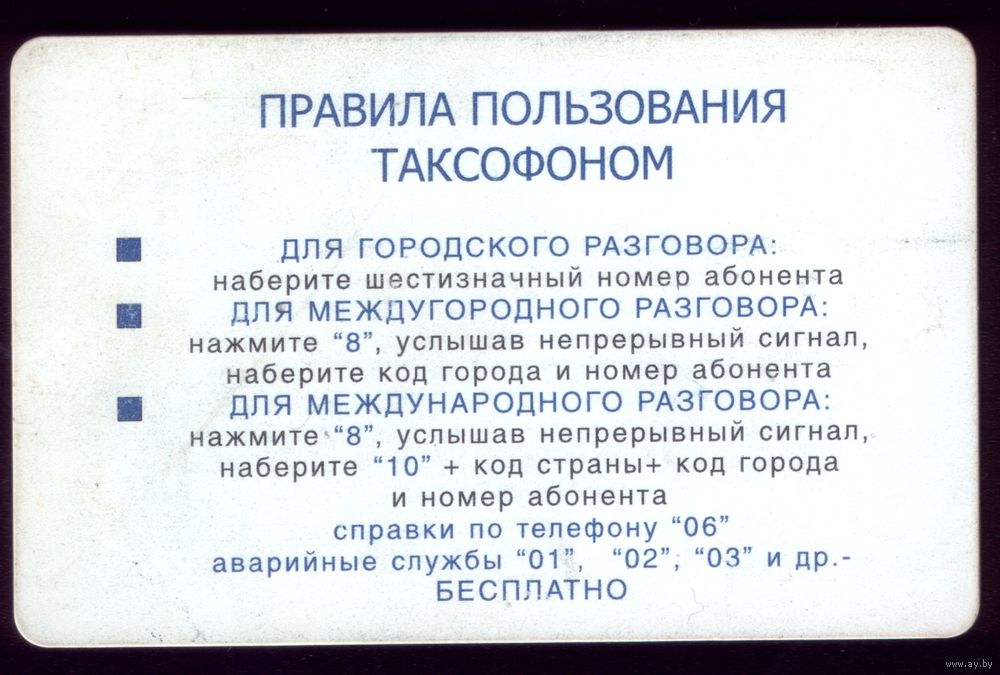 ПРАВИЛА ПОЛЬЗОВАНИЯ
ТАКСОФОНОМ
ДЛЯ ГОРОДСКОГО РАЗГОВОРА:
наберите шестизначный номер абонента
ДЛЯ МЕЖДУГОРОДНОГО РАЗГОВОРА:
нажмите “8”, услышав непрерывный сигнал,
наберите код города и номер абонента
ДЛЯ МЕЖДУНАРОДНОГО РАЗГОВОРА:
нажмите “8”, услышав непрерывный сигнал,
наберите “10” + код страны+ код города
и номер абонента
справки по телефону “06”
аварийные службы “01”, “02”, “03” и др.-
БЕСПЛАТНО
www.ay.by